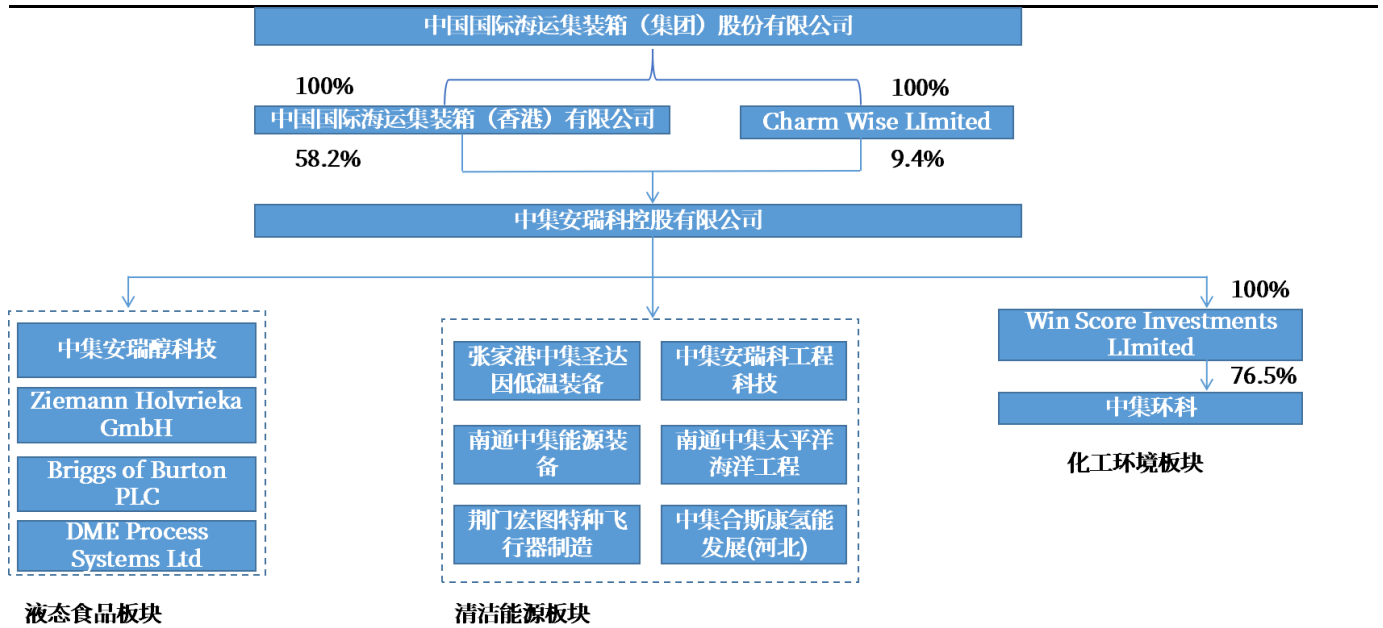 中国国际海运集装箱（集团）股份有限公司
100%
100%
中国国际海运集装箱（香港）有限公司
Charm Wise LImited
58.2%
9.4%
中集安瑞科控股有限公司
中集安瑞醇科技
Ziemann Holvrieka
GmbH
Briggs of Burton
PLC
DME Process
Systems Ltd
液态食品板块
张家港中集圣达
因低温装备
中集安瑞科工程
科技
南通中集能源装
备
南通中集太平洋
海洋工程
荆门宏图特种飞
行器制造
中集合斯康氢能
发展(河北)
清洁能源板块
100%
Win Score Investments
LImited
76.5%
中集环科
化工环境板块